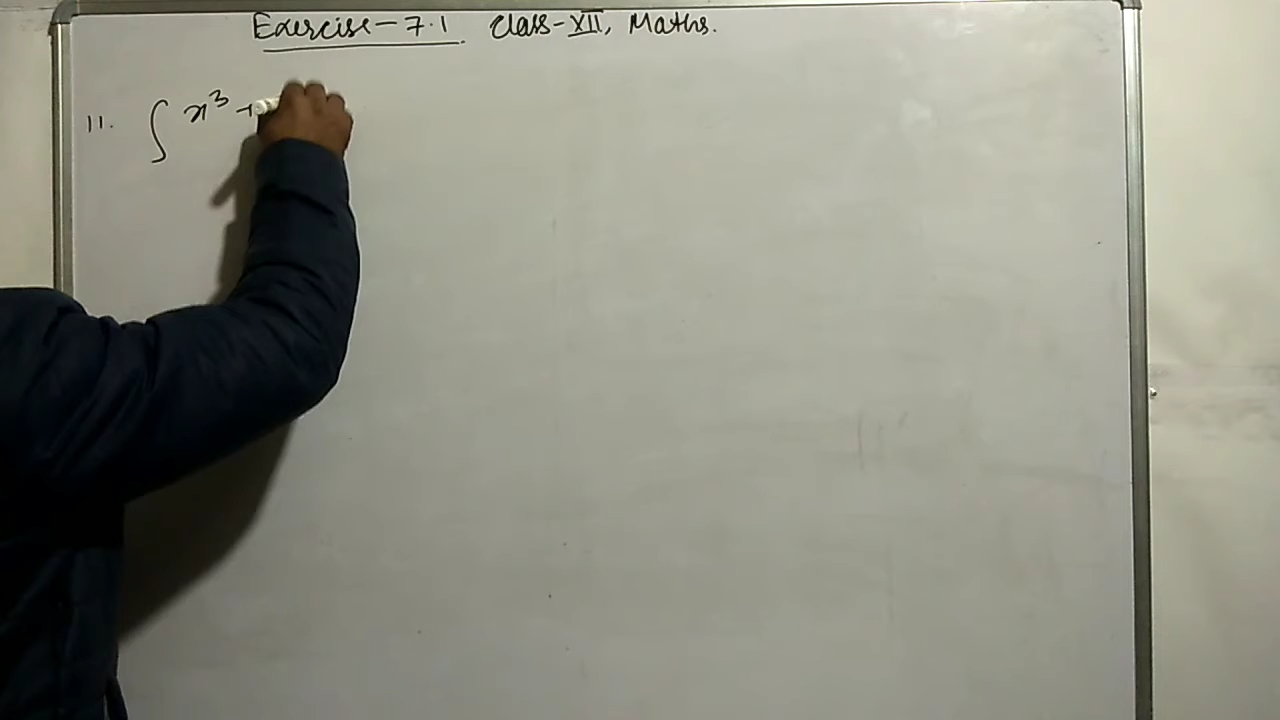 Exercise-7.1 Class-XII, Maths.
11. ∫ x³ +